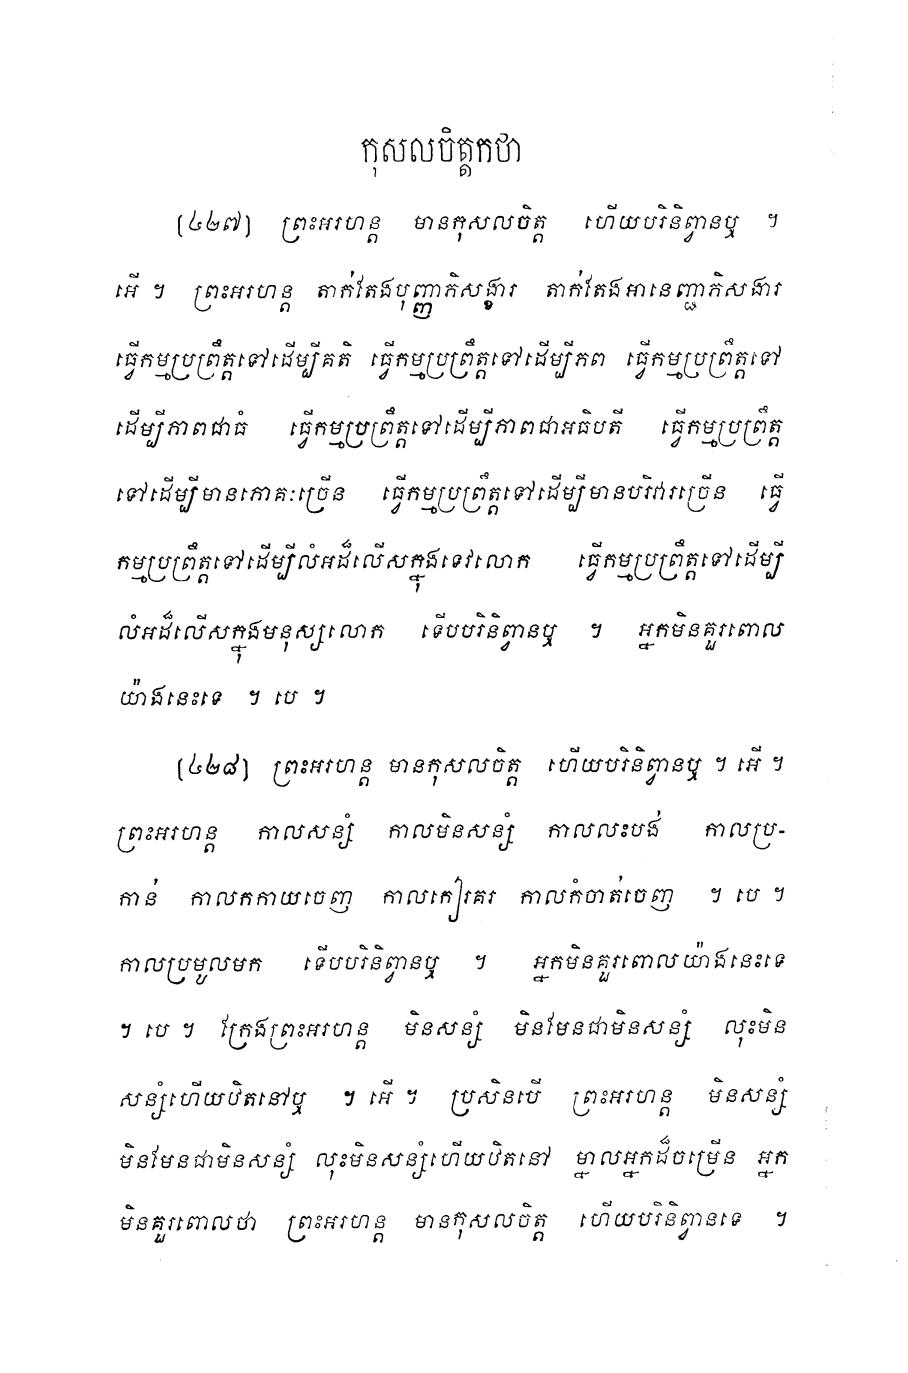 កុសលចិត្តកថា
(៤២៧) ព្រះអរហន្ត មានកុសលចិត្ត ហើយបរិនិព្វានឬ ។
អើ ។ ព្រះអរហន្ត តាក់តែងបុញ្ញាភិសង្ខារ តាក់តែងអានេញ្ជាភិសង្ខារ
ធ្វើកម្មប្រព្រឹត្តទៅដើម្បីគតិ ធ្វើកម្មប្រព្រឹត្តទៅដើម្បីភព ធ្វើកម្មប្រព្រឹត្តទៅ
ដើម្បីភាពជាធំ ធ្វើកម្មប្រព្រឹត្តទៅដើម្បីភាពជាអធិបតី ធ្វើកម្មប្រព្រឹត្ត
ទៅដើម្បីមានភោគៈច្រើន ធ្វើកម្មប្រព្រឹត្តទៅដើម្បីមានបរិវារច្រើន ធ្វើ
កម្មប្រព្រឹត្តទៅដើម្បីលំអដ៏លើសក្នុងទេវលោក ធ្វើកម្មប្រព្រឹត្តទៅដើម្បី
លំអដ៏លើសក្នុងមនុស្សលោក ទើបបរិនិព្វានឬ ។ អ្នកមិនគួរពោល
យ៉ាងនេះទេ ។ បេ ។
(៤២៨) ព្រះអរហន្ត មានកុសលចិត្ត ហើយបរិនិព្វានឬ ។ អើ ។
ព្រះអរហន្ត កាលសន្សំ កាលមិនសន្សំ កាលលះបង់ កាលប្រ-
កាន់ កាលកកាយចេញ កាលកៀរគរ កាលកំចាត់ចេញ ។ បេ ។
កាលប្រមូលមក ទើបបរិនិព្វានឬ ។ អ្នកមិនគួរពោលយ៉ាងនេះទេ
។ បេ ។ ក្រែងព្រះអរហន្ត មិនសន្សំ មិនមែនជាមិនសន្សំ លុះមិន
សន្សំហើយឋិតនៅឬ ។ អើ ។ ប្រសិនបើ ព្រះអរហន្ត មិនសន្សំ
មិនមែនជាមិនសន្សំ លុះមិនសន្សំហើយឋិតនៅ ម្នាលអ្នកដ៏ចម្រើន អ្នក
មិនគួរពោលថា ព្រះអរហន្ត មានកុសលចិត្ត ហើយបរិនិព្វានទេ ។